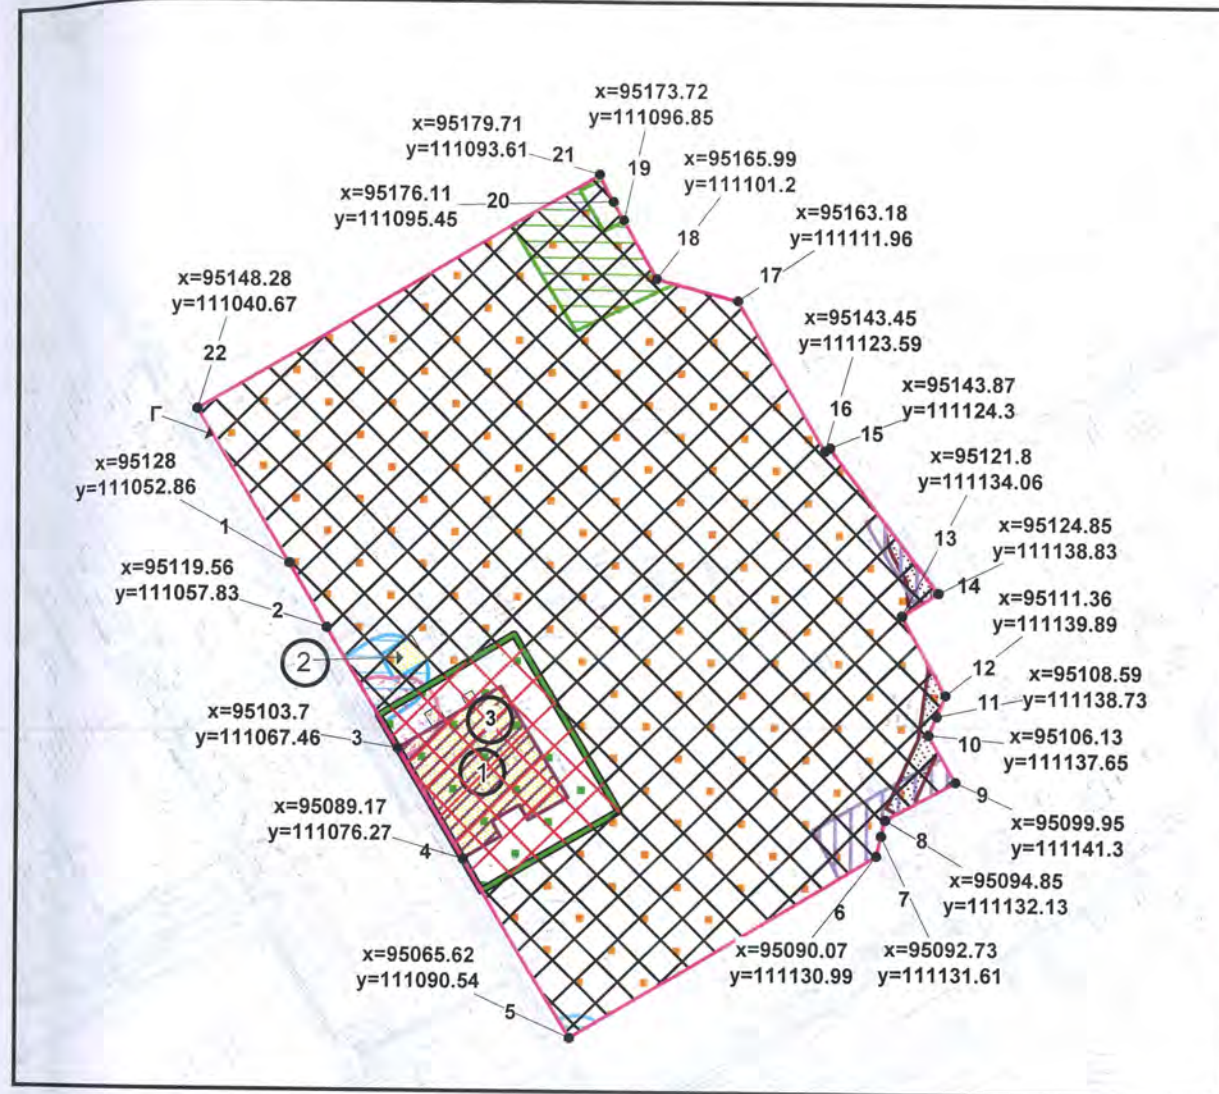 x=95173.72
y=111096.85
19
x=95179.71
y=111093.61
21
x=95165.99
y=111101.2
18
x=95176.11
y=111095.45
20
x=95163.18
y=111111.96
17
x=95148.28
y=111040.67
22
x=95143.45
y=111123.59
16
x=95143.87
y=111124.3
15
Г
x=95128
y=111052.86
1
x=95121.8
y=111134.06
13
x=95124.85
y=111138.83
14
x=95119.56
y=111057.83
2
x=95111.36
y=111139.89
12
2
x=95108.59
y=111138.73
11
x=95103.7
y=111067.46
3
3
x=95106.13
y=111137.65
10
1
9
x=95099.95
y=111141.3
x=95089.17
y=111076.27
4
8
x=95094.85
y=111132.13
7
6
x=95090.07
y=111130.99
x=95092.73
y=111131.61
x=95065.62
y=111090.54
5